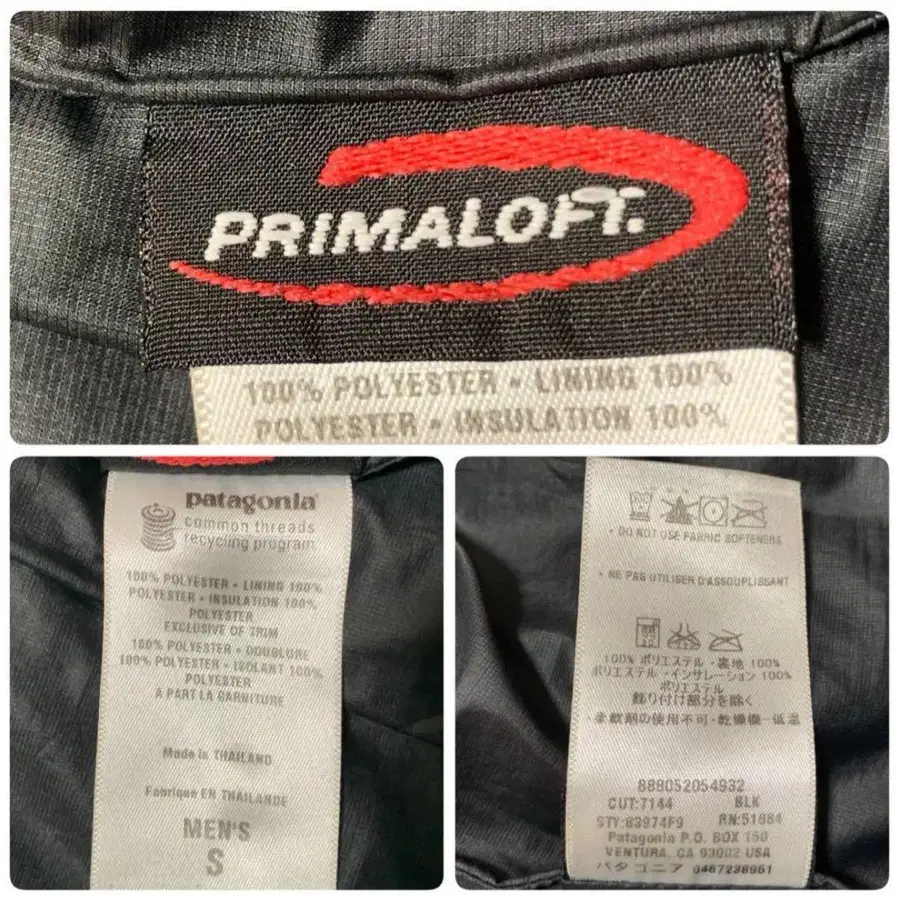 PRIMALOFT.
100% POLYESTER • LINING 100%
POLYESTER • INSULATION 100%
patagonia®
common threads
recycling program
100% POLYESTER • LINING 100%
POLYESTER • INSULATION 100%
POLYESTER
EXCLUSIVE OF TRIM
100% POLYESTER • DOUBLURE
100% POLYESTER • ISOLANT 100%
POLYESTER
A PART LA GARNITURE
Made in THAILAND
Fabriqué EN THAILANDE
MEN'S
S
• DO NOT USE FABRIC SOFTENERS
• NE PAS UTILISER D'ASSOUPLISSANT
100% ポリエステル・裏地 100%
ポリエステル・インサレーション 100%
ポリエステル
飾り付け部分を除く
・柔軟剤の使用不可・乾燥機ー低温
888052054932
CUT:7144 BLK
STY:83974F9 RN:51884
Patagonia P.O. BOX 150
VENTURA, CA 93002 USA
パタゴニア 0467238951